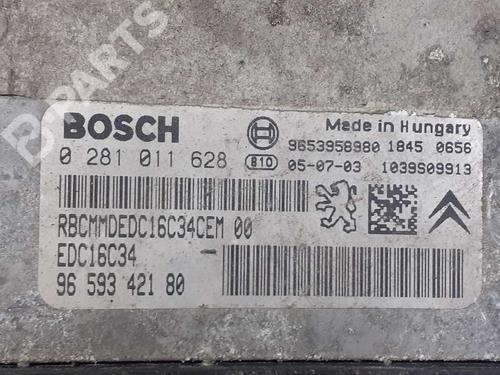 B-PARTS
BOSCH
Made in Hungary
9653958980 1845 0656
0 281 011 628
810
05-07-03
1039S09913
RBCMMDEDC16C34CEM 00
EDC16C34
96 593 421 80